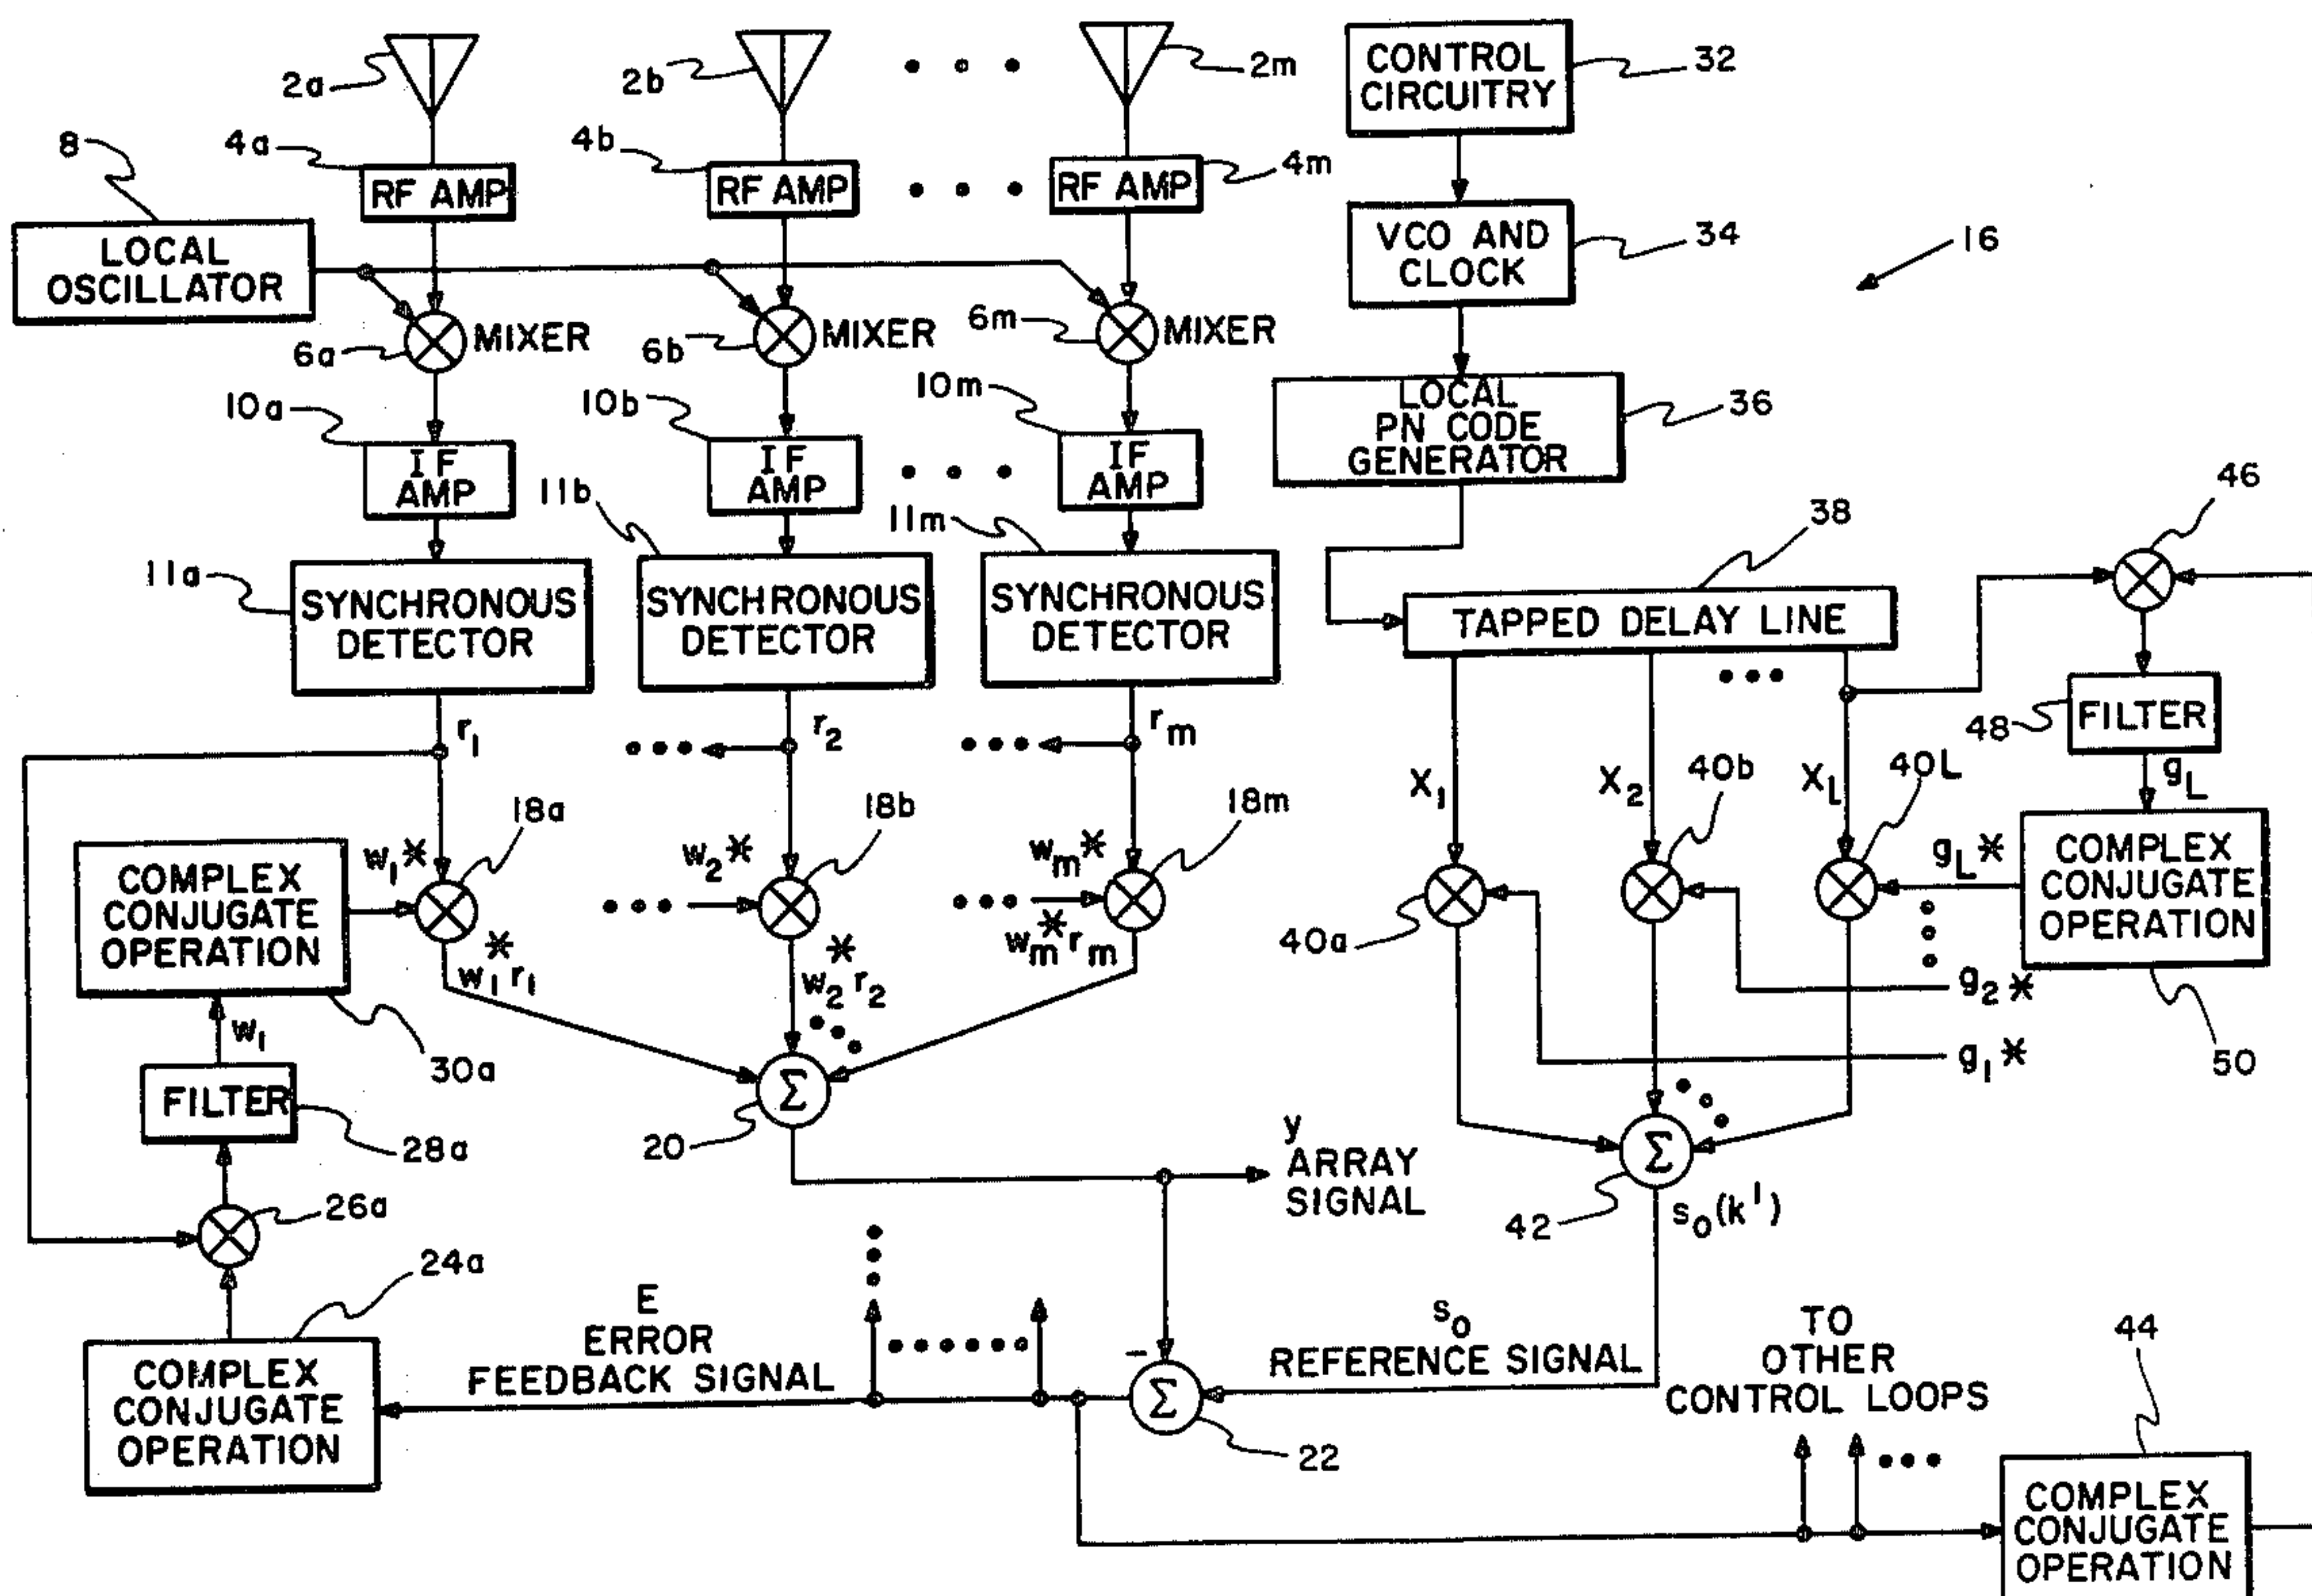 2a
2b
2m
CONTROL
CIRCUITRY
32
8
4a
4b
4m
RF AMP
RF AMP
RF AMP
LOCAL
OSCILLATOR
VCO AND
CLOCK
34
16
6a
MIXER
6b
MIXER
6m
MIXER
10a
10b
10m
LOCAL
PN CODE
GENERATOR
36
IF
AMP
IF
AMP
IF
AMP
11a
11b
11m
38
46
SYNCHRONOUS
DETECTOR
SYNCHRONOUS
DETECTOR
SYNCHRONOUS
DETECTOR
TAPPED DELAY LINE
r1
r2
rm
48
FILTER
gL
X1
X2
XL
40b
40L
18a
18b
18m
w1*
w2*
wm*
gL*
COMPLEX
CONJUGATE
OPERATION
COMPLEX
CONJUGATE
OPERATION
40a
w1*r1
w2*r2
wm*rm
g2*
g1*
50
w1
30a
FILTER
28a
Σ
20
Σ
42
y
ARRAY
SIGNAL
so(k')
26a
24a
E
ERROR
FEEDBACK SIGNAL
so
REFERENCE SIGNAL
TO
OTHER
CONTROL LOOPS
44
COMPLEX
CONJUGATE
OPERATION
-
Σ
22
COMPLEX
CONJUGATE
OPERATION